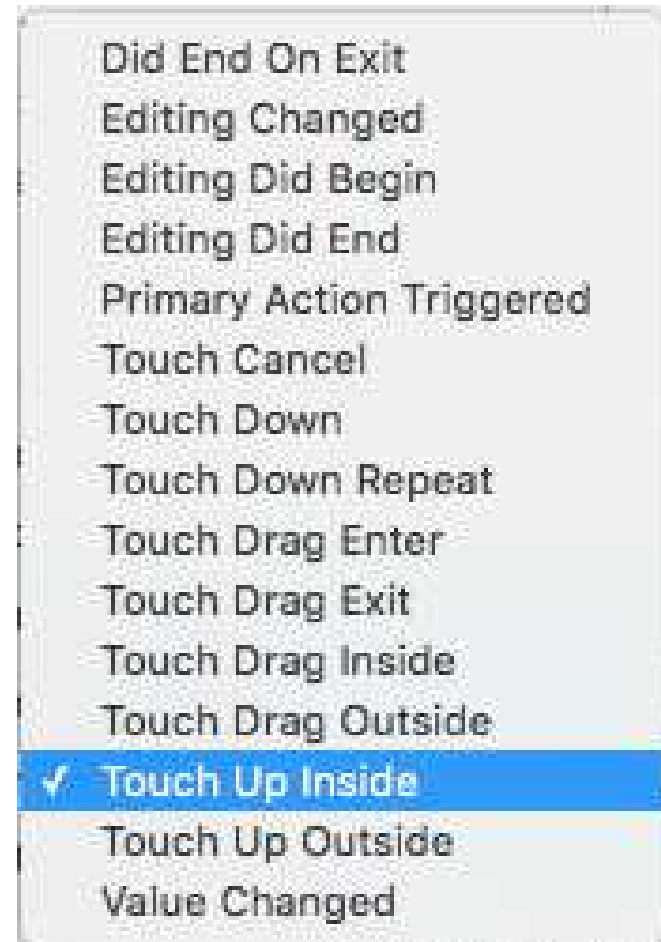 Did End On Exit
Editing Changed
Editing Did Begin
Editing Did End
Primary Action Triggered
Touch Cancel
Touch Down
Touch Down Repeat
Touch Drag Enter
Touch Drag Exit
Touch Drag Inside
Touch Drag Outside
✓ Touch Up Inside
Touch Up Outside
Value Changed